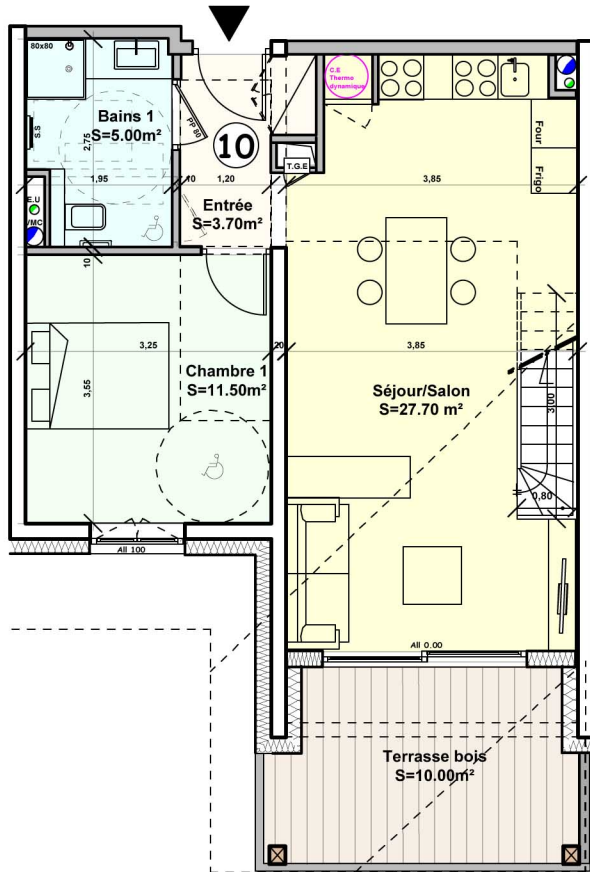 80x80
C.E
Thermo
dynamique
Bains 1
S=5.00m²
S.S
2,75
PP 80
10
T.G.E
Four
Frigo
1,95
10
1,20
3,85
E.U
VMC
Entrée
S=3.70m²
10
3,25
20
3,85
Chambre 1
S=11.50m²
3,55
Séjour/Salon
S=27.70 m²
3,00
0,80
All 100
All 0.00
Terrasse bois
S=10.00m²